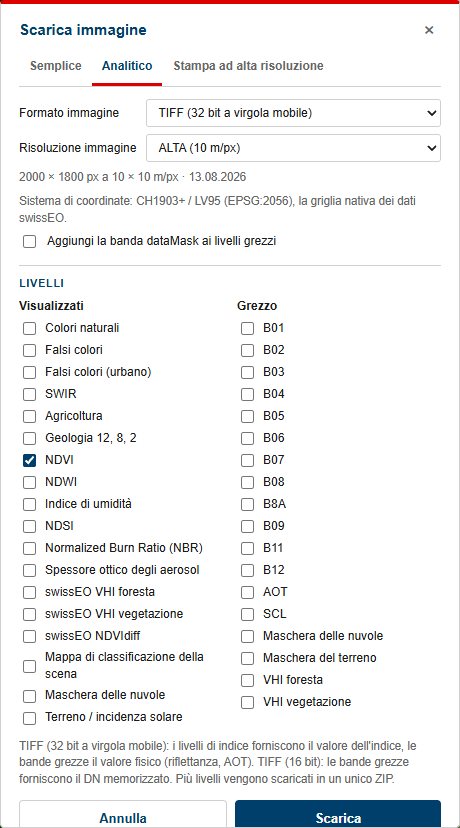 Scarica immagine ×
Semplice Analitico Stampa ad alta risoluzione
Formato immagine TIFF (32 bit a virgola mobile)
Risoluzione immagine ALTA (10 m/px)
2000 × 1800 px a 10 × 10 m/px · 13.08.2026
Sistema di coordinate: CH1903+ / LV95 (EPSG:2056), la griglia nativa dei dati
swissEO.
Aggiungi la banda dataMask ai livelli grezzi
LIVELLI
Visualizzati
Colori naturali
Falsi colori
Falsi colori (urbano)
SWIR
Agricoltura
Geologia 12, 8, 2
NDVI
NDWI
Indice di umidità
NDSI
Normalized Burn Ratio (NBR)
Spessore ottico degli aerosol
swissEO VHI foresta
swissEO VHI vegetazione
swissEO NDVIdiff
Mappa di classificazione della
scena
Maschera delle nuvole
Terreno / incidenza solare
Grezzo
B01
B02
B03
B04
B05
B06
B07
B08
B8A
B09
B11
B12
AOT
SCL
Maschera delle nuvole
Maschera del terreno
VHI foresta
VHI vegetazione
TIFF (32 bit a virgola mobile): i livelli di indice forniscono il valore dell'indice, le
bande grezze il valore fisico (riflettanza, AOT). TIFF (16 bit): le bande grezze
forniscono il DN memorizzato. Più livelli vengono scaricati in un unico ZIP.
Annulla Scarica